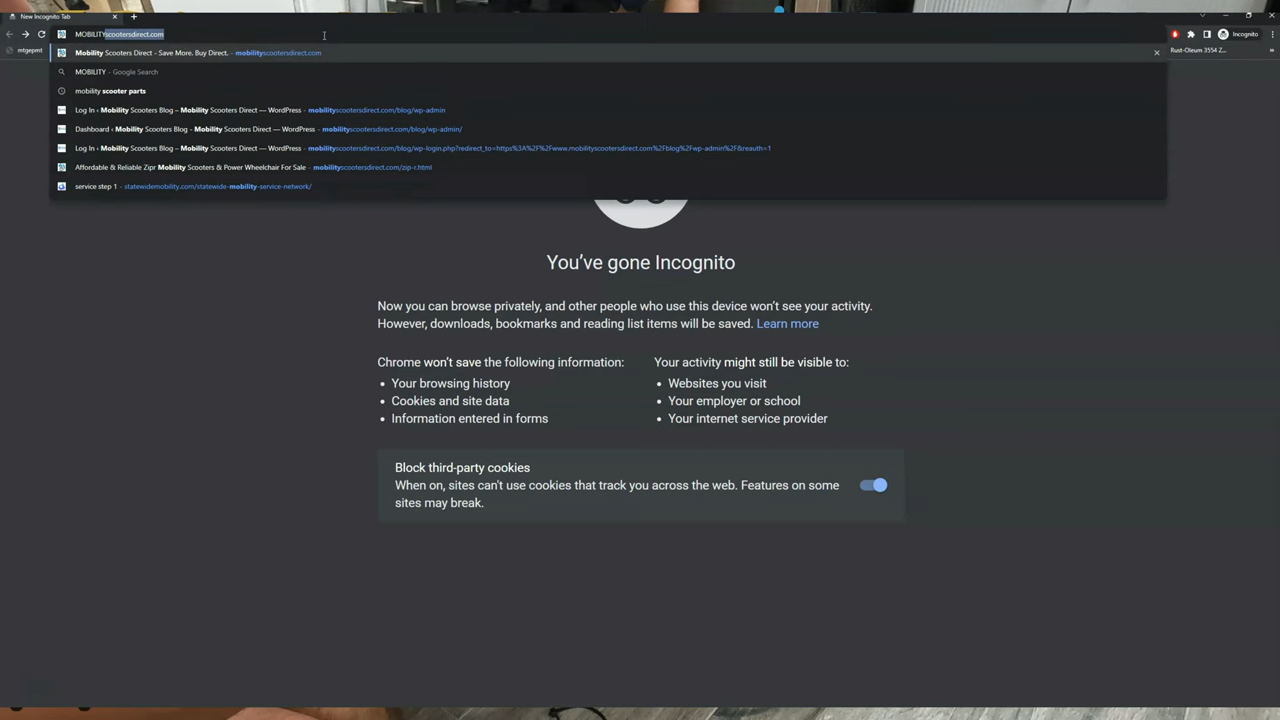 New Incognito Tab
MOBILITYscootersdirect.com
Incognito
mtgepmt
Rust-Oleum 3554 Z...
Mobility Scooters Direct - Save More. Buy Direct. - mobilityscootersdirect.com
MOBILITY - Google Search
mobility scooter parts
Log In ‹ Mobility Scooters Blog – Mobility Scooters Direct — WordPress - mobilityscootersdirect.com/blog/wp-admin
Dashboard ‹ Mobility Scooters Blog - Mobility Scooters Direct — WordPress - mobilityscootersdirect.com/blog/wp-admin/
Log In ‹ Mobility Scooters Blog – Mobility Scooters Direct — WordPress - mobilityscootersdirect.com/blog/wp-login.php?redirect_to=https%3A%2F%2Fwww.mobilityscootersdirect.com%2Fblog%2Fwp-admin%2F&reauth=1
Affordable & Reliable Zipr Mobility Scooters & Power Wheelchair For Sale - mobilityscootersdirect.com/zip-r.html
service step 1 - statewidemobility.com/statewide-mobility-service-network/
You've gone Incognito
Now you can browse privately, and other people who use this device won't see your activity.
However, downloads, bookmarks and reading list items will be saved. Learn more
Chrome won't save the following information:
• Your browsing history
• Cookies and site data
• Information entered in forms
Your activity might still be visible to:
• Websites you visit
• Your employer or school
• Your internet service provider
Block third-party cookies
When on, sites can't use cookies that track you across the web. Features on some
sites may break.